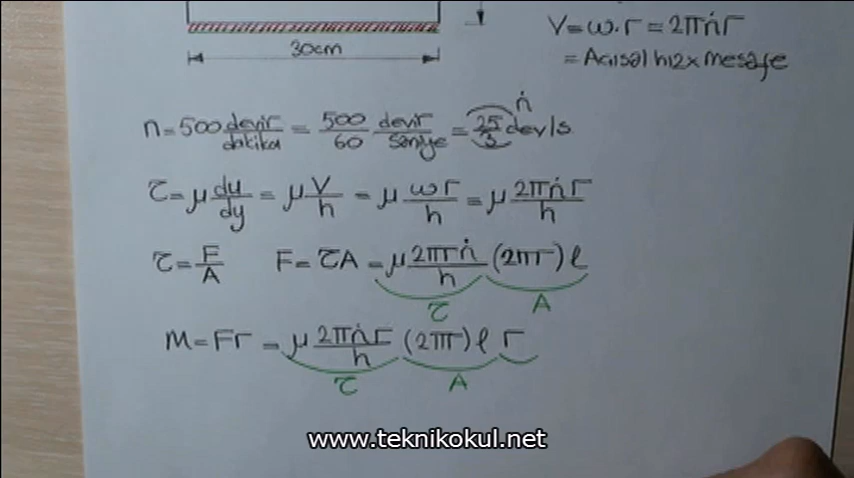 V = ω.r = 2πṅr
= Açısal hız x mesafe
30cm
n = 500 devir/dakika = 500/60 devir/saniye = 25/3 dev/s ṅ
τ = μ du/dy = μ V/h = μ ωr/h = μ 2πṅr/h
τ = F/A F = τA = μ 2πrṅ/h (2πr) ℓ
τ A
M = Fr = μ 2πṅr/h (2πr) ℓ r
τ A
www.teknikokul.net